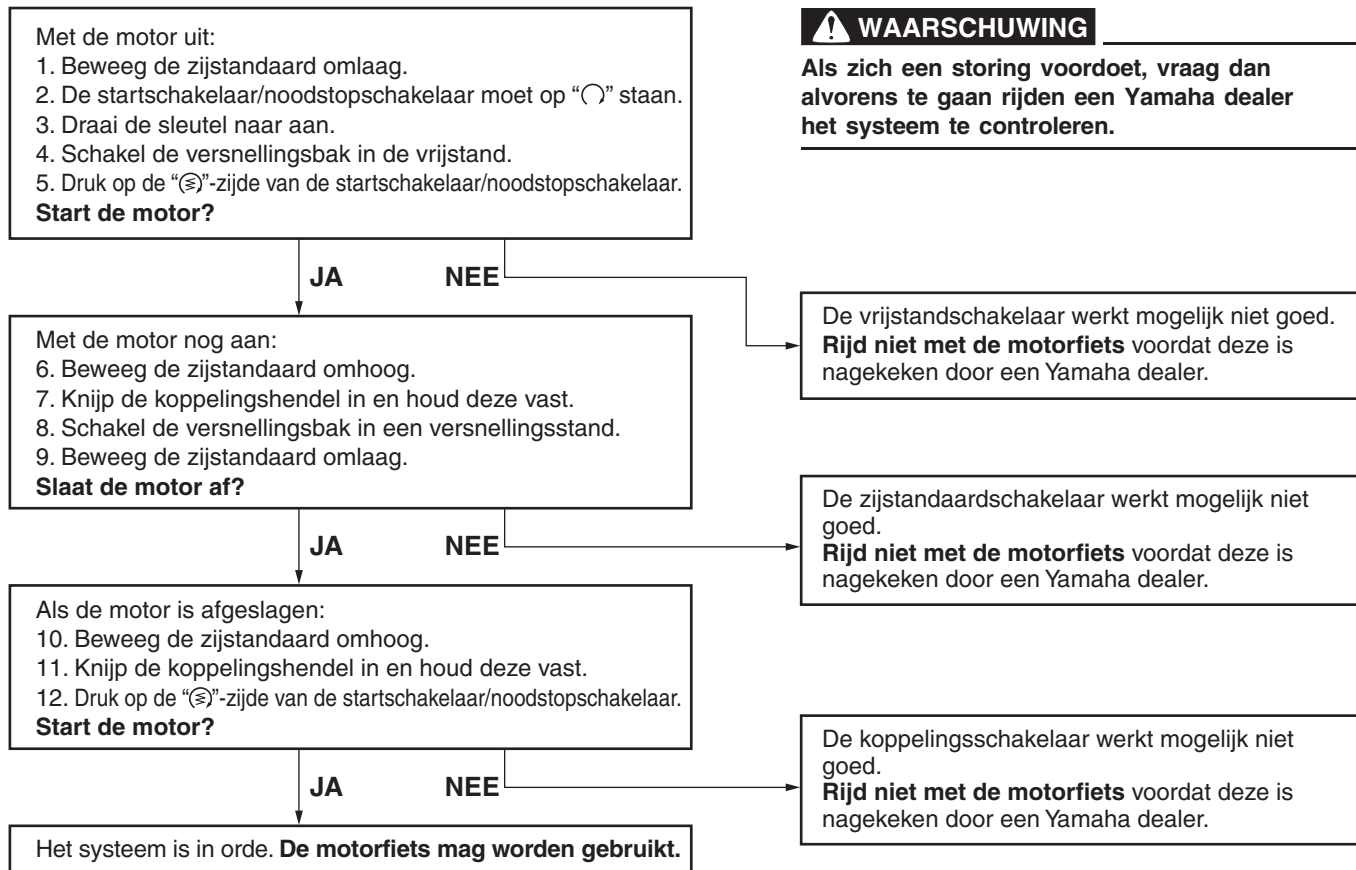 Met de motor uit:
1. Beweeg de zijstandaard omlaag.
2. De startschakelaar/noodstopschakelaar moet op “” staan.
3. Draai de sleutel naar aan.
4. Schakel de versnellingsbak in de vrijstand.
5. Druk op de “”-zijde van de startschakelaar/noodstopschakelaar.
Start de motor?
WAARSCHUWING
Als zich een storing voordoet, vraag dan
alvorens te gaan rijden een Yamaha dealer
het systeem te controleren.
JA NEE
De vrijstandschakelaar werkt mogelijk niet goed.
Rijd niet met de motorfiets voordat deze is
nagekeken door een Yamaha dealer.
Met de motor nog aan:
6. Beweeg de zijstandaard omhoog.
7. Knijp de koppelingshendel in en houd deze vast.
8. Schakel de versnellingsbak in een versnellingsstand.
9. Beweeg de zijstandaard omlaag.
Slaat de motor af?
JA NEE
De zijstandaardschakelaar werkt mogelijk niet
goed.
Rijd niet met de motorfiets voordat deze is
nagekeken door een Yamaha dealer.
Als de motor is afgeslagen:
10. Beweeg de zijstandaard omhoog.
11. Knijp de koppelingshendel in en houd deze vast.
12. Druk op de “”-zijde van de startschakelaar/noodstopschakelaar.
Start de motor?
JA NEE
De koppelingsschakelaar werkt mogelijk niet
goed.
Rijd niet met de motorfiets voordat deze is
nagekeken door een Yamaha dealer.
Het systeem is in orde. De motorfiets mag worden gebruikt.